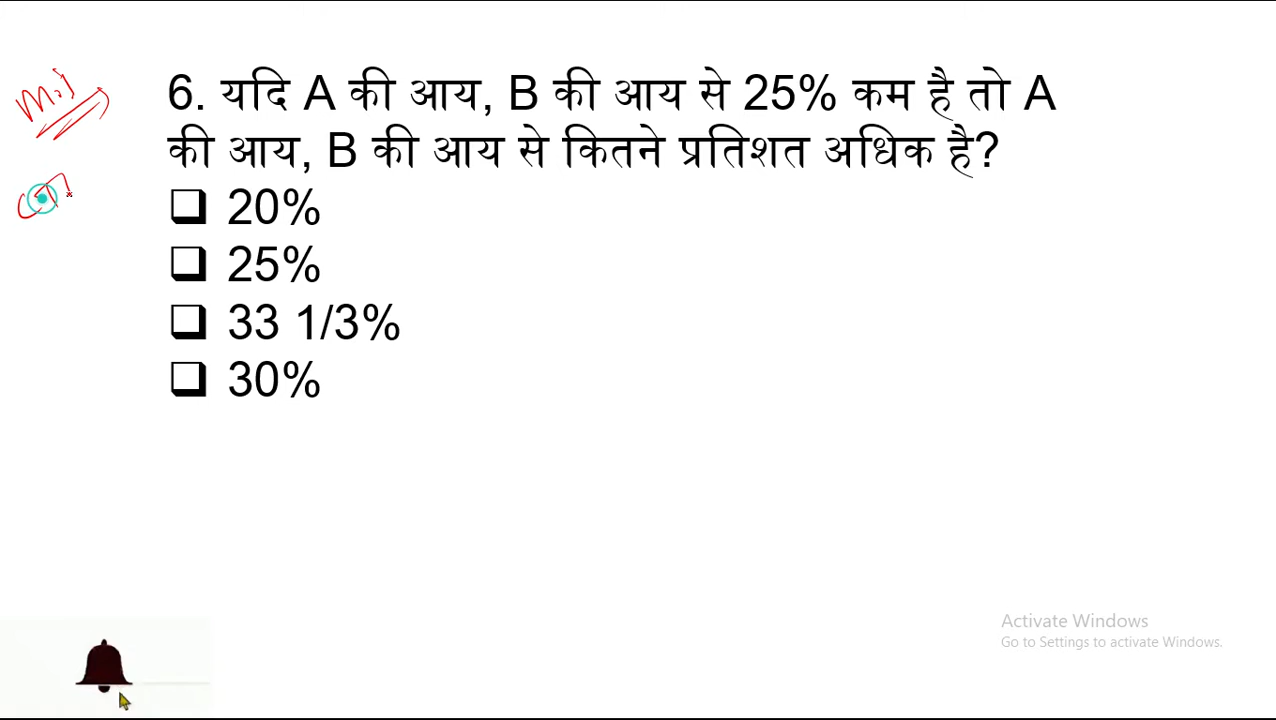 6. यदि A की आय, B की आय से 25% कम है तो A
की आय, B की आय से कितने प्रतिशत अधिक है?
❑ 20%
❑ 25%
❑ 33 1/3%
❑ 30%
Activate Windows
Go to Settings to activate Windows.